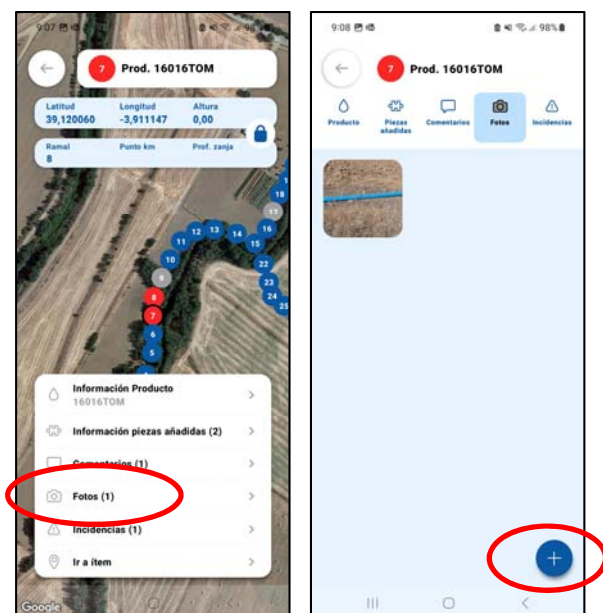 9:07
98%
7 Prod. 16016TOM
Latitud Longitud Altura
39,120060 -3,911147 0,00
Ramal Punto km Prof. zanja
8
18
17
12 13 14 16
11 15
10 22
9 23
8 24
7 25
6
5
Información Producto
16016TOM
Información piezas añadidas (2)
Comentarios (1)
Fotos (1)
Incidencias (1)
Ir a ítem
Google
9:08
98%
7 Prod. 16016TOM
Producto Piezas añadidas Comentarios Fotos Incidencias